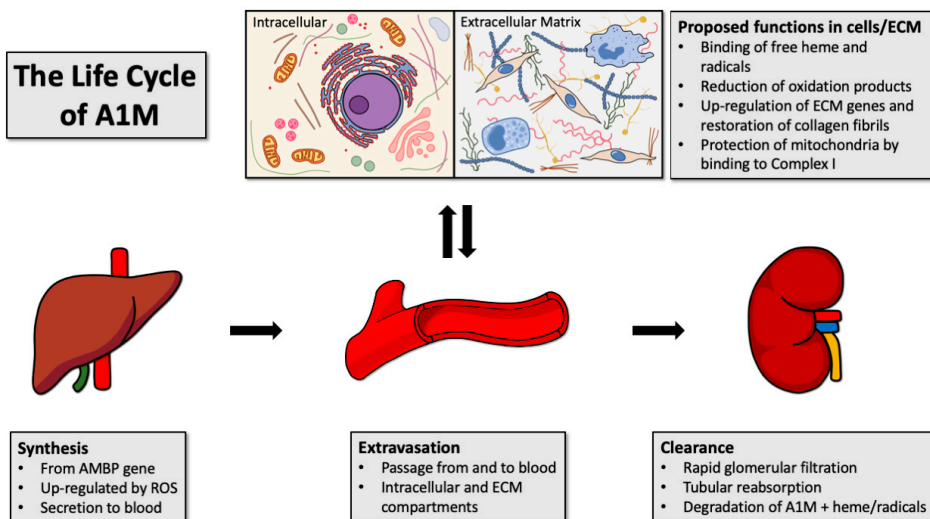 The Life Cycle
of A1M
Intracellular
Extracellular Matrix
Proposed functions in cells/ECM
• Binding of free heme and
radicals
• Reduction of oxidation products
• Up-regulation of ECM genes and
restoration of collagen fibrils
• Protection of mitochondria by
binding to Complex I
Synthesis
• From AMBP gene
• Up-regulated by ROS
• Secretion to blood
Extravasation
• Passage from and to blood
• Intracellular and ECM
compartments
Clearance
• Rapid glomerular filtration
• Tubular reabsorption
• Degradation of A1M + heme/radicals